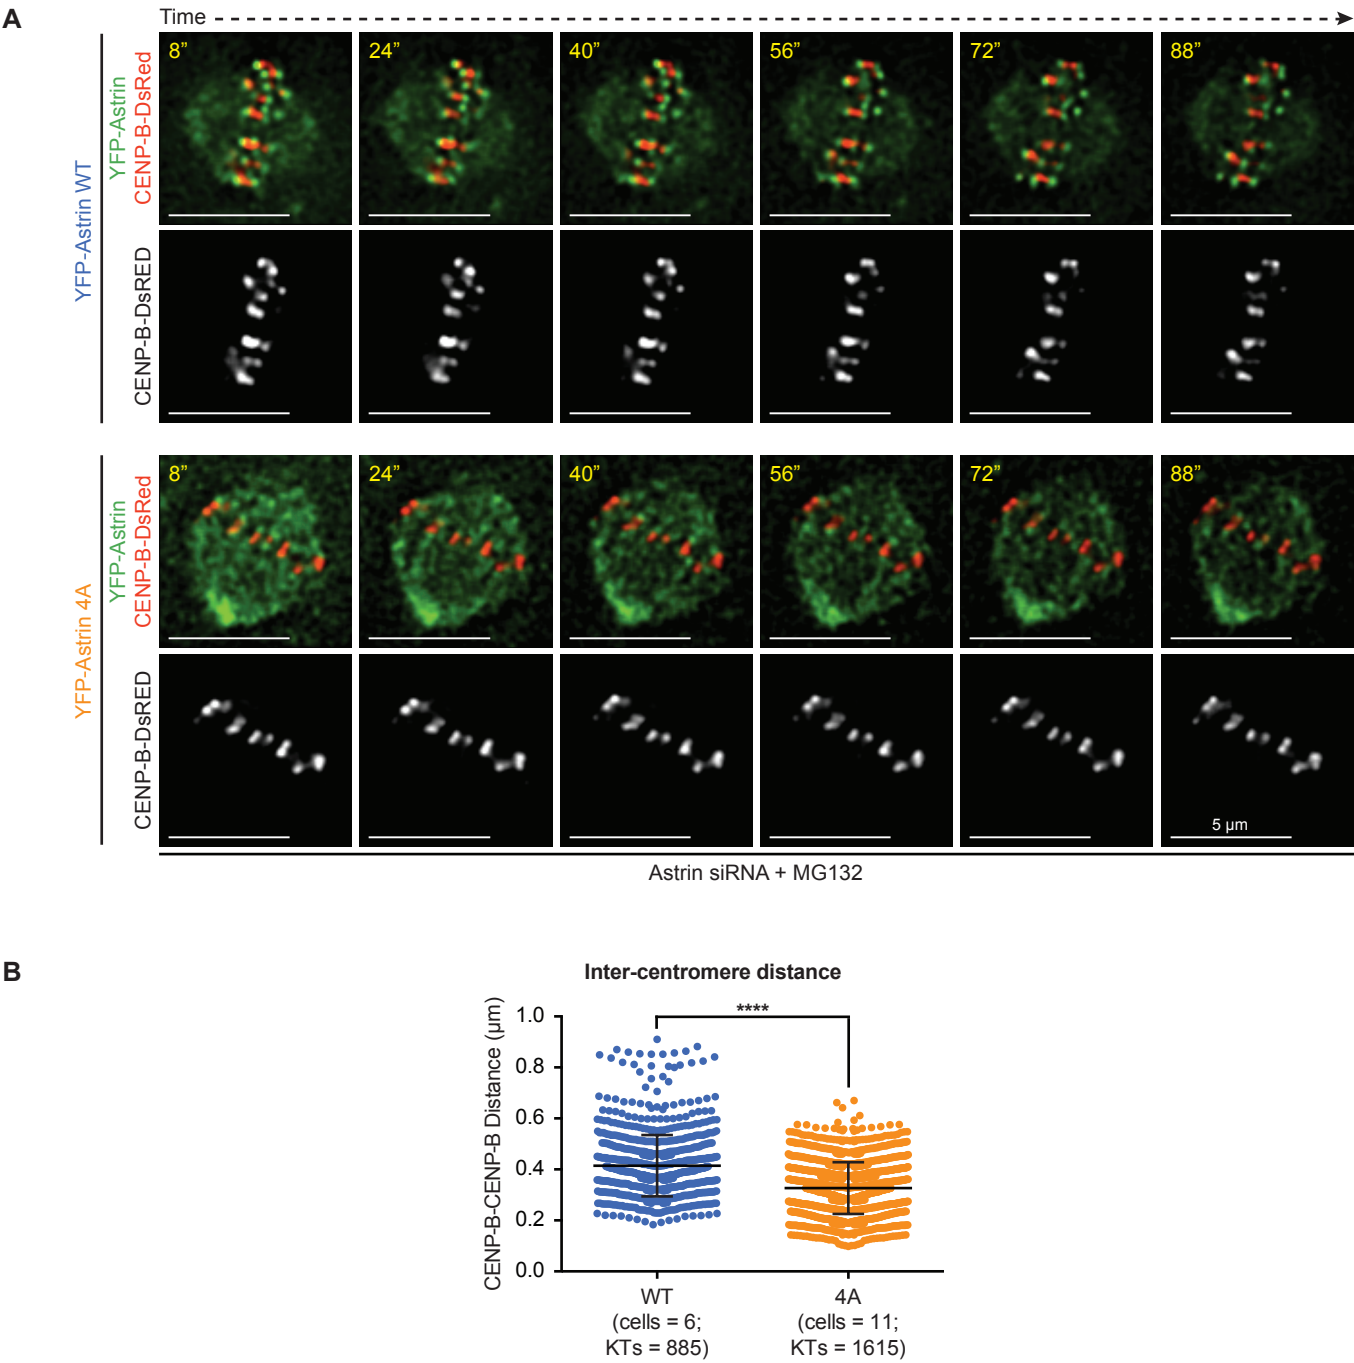 A
Time
YFP-Astrin WT
YFP-Astrin
CENP-B-DsRed
8”
24”
40”
56”
72”
88”
CENP-B-DsRED
YFP-Astrin 4A
YFP-Astrin
CENP-B-DsRed
8”
24”
40”
56”
72”
88”
CENP-B-DsRED
5 µm
Astrin siRNA + MG132
B
Inter-centromere distance
CENP-B-CENP-B Distance (µm)
****
1.0
0.8
0.6
0.4
0.2
0.0
WT
(cells = 6;
KTs = 885)
4A
(cells = 11;
KTs = 1615)